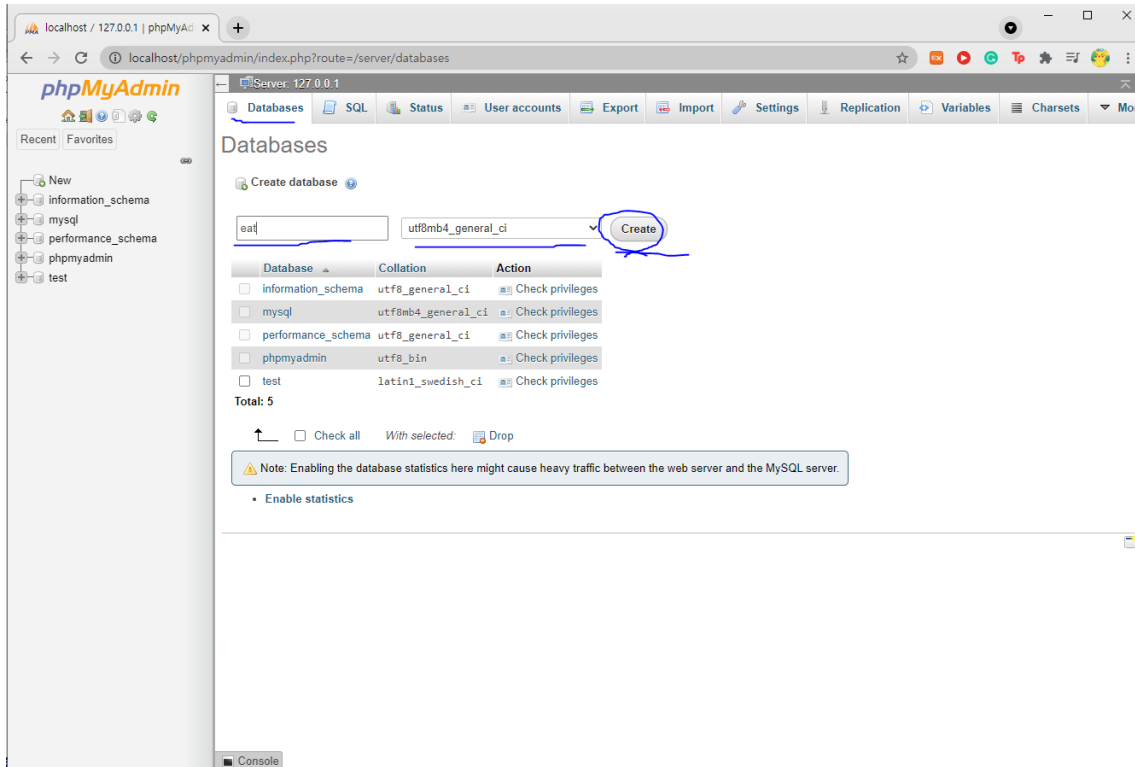 localhost / 127.0.0.1 | phpMyAd
localhost/phpmyadmin/index.php?route=/server/databases
phpMyAdmin
Recent Favorites
New
information_schema
mysql
performance_schema
phpmyadmin
test
Server: 127.0.0.1
Databases SQL Status User accounts Export Import Settings Replication Variables Charsets Mo
Databases
Create database
eat utf8mb4_general_ci Create
Database Collation Action
information_schema utf8_general_ci Check privileges
mysql utf8mb4_general_ci Check privileges
performance_schema utf8_general_ci Check privileges
phpmyadmin utf8_bin Check privileges
test latin1_swedish_ci Check privileges
Total: 5
Check all With selected: Drop
Note: Enabling the database statistics here might cause heavy traffic between the web server and the MySQL server.
Enable statistics
Console